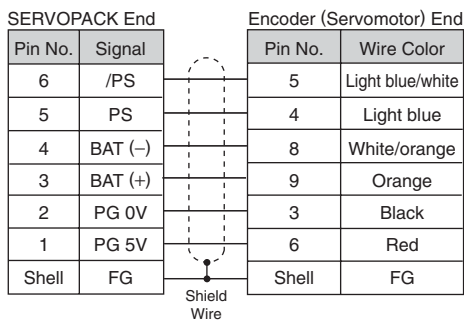 SERVOPACK End Encoder (Servomotor) End
Pin No. Signal Pin No. Wire Color
6 /PS 5 Light blue/white
5 PS 4 Light blue
4 BAT (−) 8 White/orange
3 BAT (+) 9 Orange
2 PG 0V 3 Black
1 PG 5V 6 Red
Shell FG Shell FG
Shield
Wire